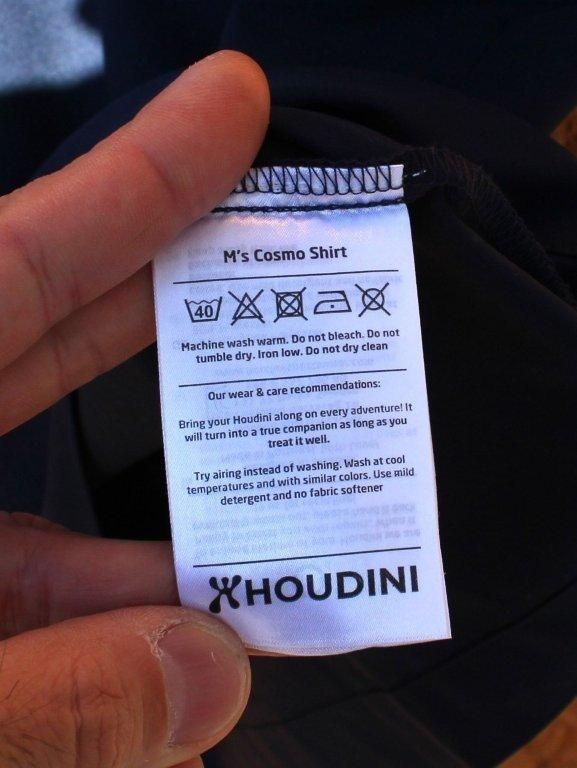 M's Cosmo Shirt
40
Machine wash warm. Do not bleach. Do not
tumble dry. Iron low. Do not dry clean
Our wear & care recommendations:
Bring your Houdini along on every adventure! It
will turn into a true companion as long as you
treat it well.
Try airing instead of washing. Wash at cool
temperatures and with similar colors. Use mild
detergent and no fabric softener
HOUDINI